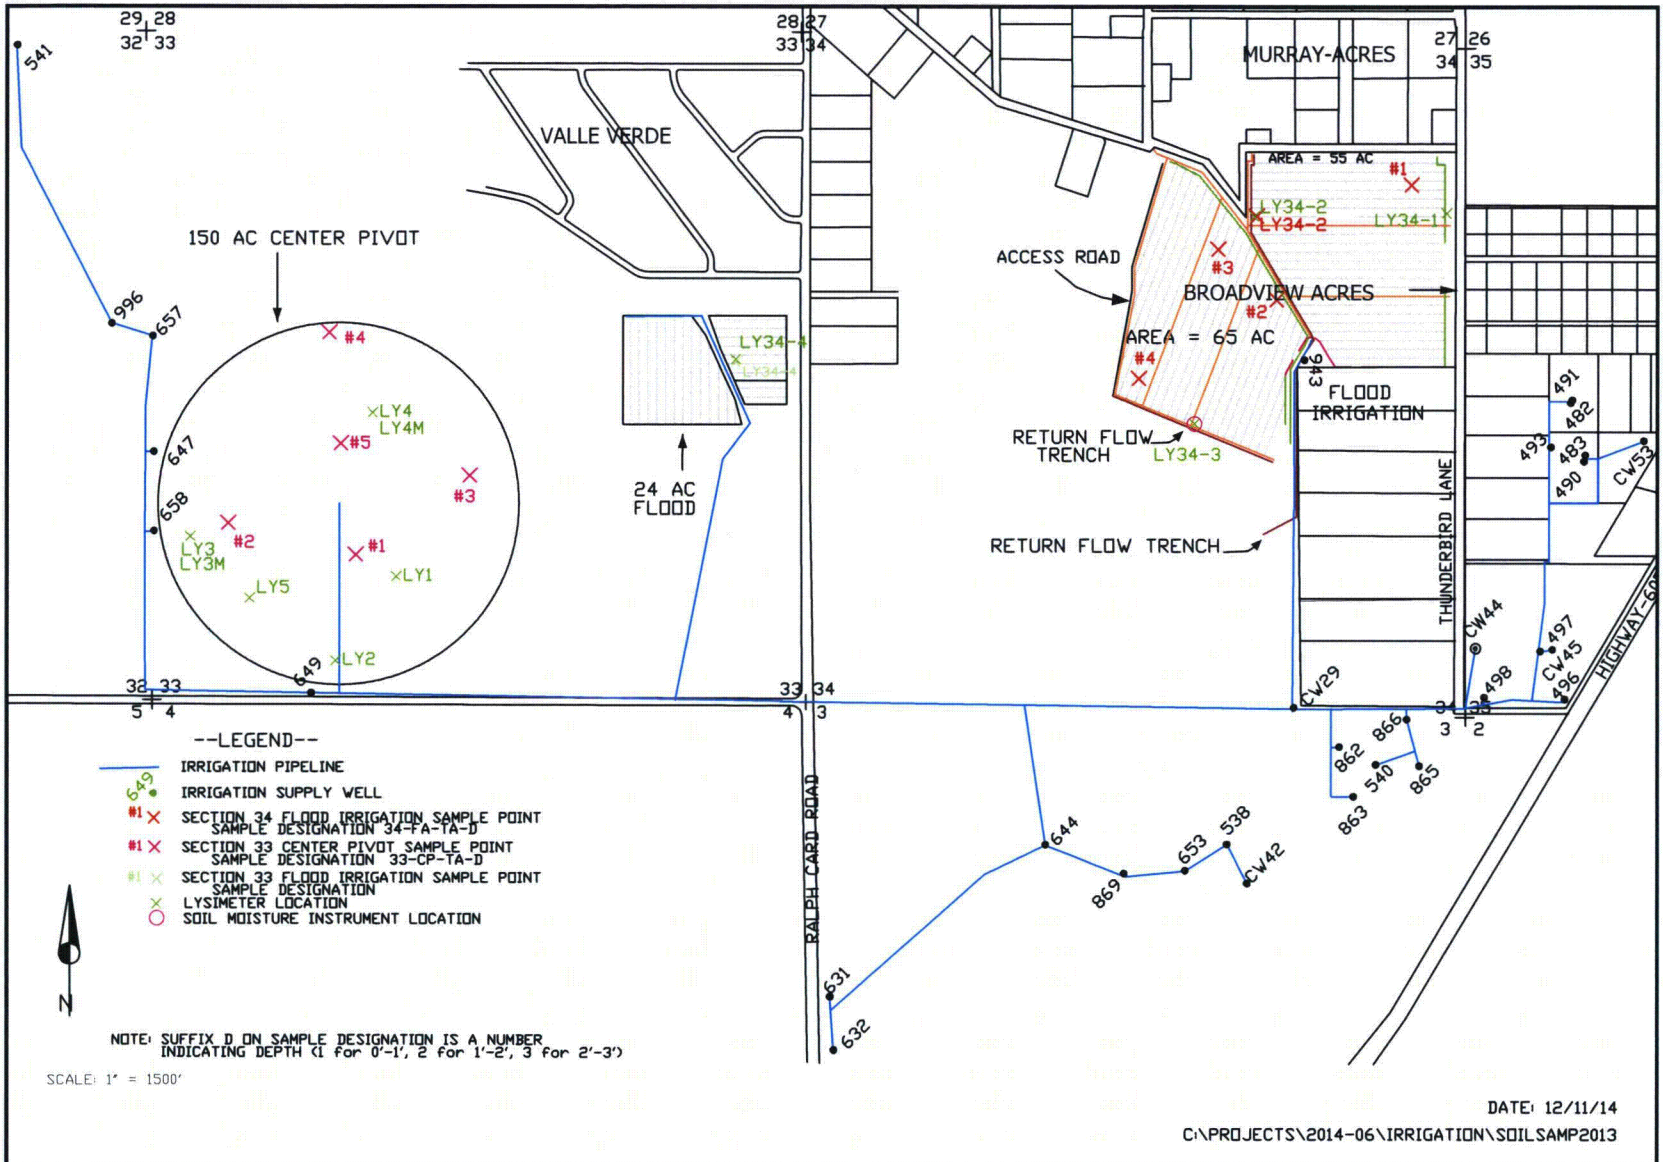 29 28
32 33
28 27
33 34
27 26
34 35
541
MURRAY-ACRES
VALLE VERDE
AREA = 55 AC
#1
LY34-2
LY34-2
LY34-1
150 AC CENTER PIVOT
ACCESS ROAD
#3
BROADVIEW ACRES
#2
996
657
#4
AREA = 65 AC
LY34-4
LY34-4
#4
943
FLOOD
IRRIGATION
491
482
LY4
LY4M
#5
RETURN FLOW
TRENCH
LY34-3
493
483
490
CW53
647
#3
24 AC
FLOOD
658
#2
LY3
LY3M
#1
RETURN FLOW TRENCH
THUNDERBIRD LANE
LY5
LY1
HIGHWAY-60
CW44
497
CW45
LY2
649
498
496
32 33
5 4
33 34
4 3
CW29
34 35
3 2
--LEGEND--
IRRIGATION PIPELINE
649
IRRIGATION SUPPLY WELL
#1
SECTION 34 FLOOD IRRIGATION SAMPLE POINT
SAMPLE DESIGNATION 34-FA-TA-D
#1
SECTION 33 CENTER PIVOT SAMPLE POINT
SAMPLE DESIGNATION 33-CP-TA-D
#1
SECTION 33 FLOOD IRRIGATION SAMPLE POINT
SAMPLE DESIGNATION
LYSIMETER LOCATION
SOIL MOISTURE INSTRUMENT LOCATION
RALPH CARD ROAD
866
862
540
865
863
644
538
653
869
CW42
631
632
N
NOTE: SUFFIX D ON SAMPLE DESIGNATION IS A NUMBER
INDICATING DEPTH (1 for 0'-1', 2 for 1'-2', 3 for 2'-3')
SCALE: 1" = 1500'
DATE: 12/11/14
C:\PROJECTS\2014-06\IRRIGATION\SOILSAMP2013